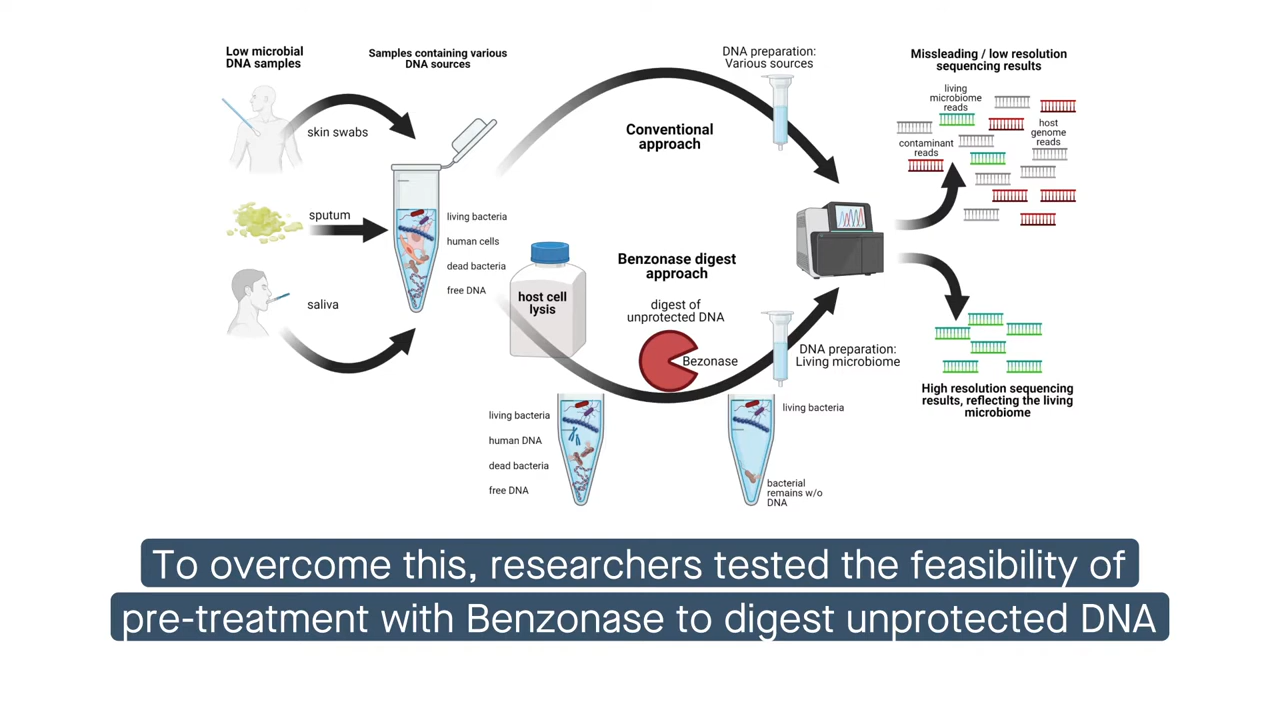 Low microbial
DNA samples
Samples containing various
DNA sources
skin swabs
sputum
saliva
living bacteria
human cells
dead bacteria
free DNA
DNA preparation:
Various sources
Conventional
approach
Benzonase digest
approach
host cell
lysis
digest of
unprotected DNA
Bezonase
DNA preparation:
Living microbiome
living bacteria
human DNA
dead bacteria
free DNA
living bacteria
bacterial
remains w/o
DNA
Missleading / low resolution
sequencing results
living
microbiome
reads
host
genome
reads
contaminant
reads
High resolution sequencing
results, reflecting the living
microbiome
To overcome this, researchers tested the feasibility of
pre-treatment with Benzonase to digest unprotected DNA